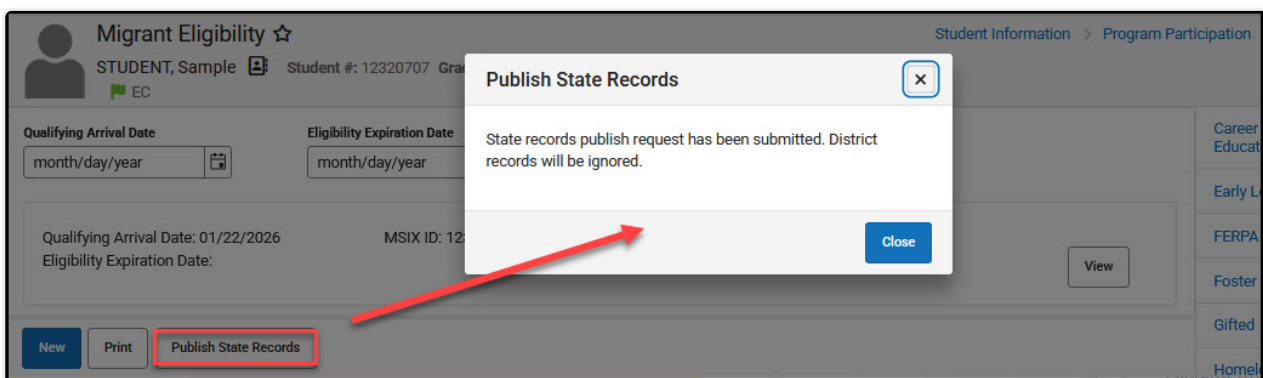 Migrant Eligibility
Student Information > Program Participation
STUDENT, Sample Student #: 12320707
EC
Qualifying Arrival Date
month/day/year
Eligibility Expiration Date
month/day/year
Qualifying Arrival Date: 01/22/2026
MSIX ID: 12
Eligibility Expiration Date:
View
New
Print
Publish State Records
Publish State Records
State records publish request has been submitted. District
records will be ignored.
Close
Career
Educat
Early L
FERPA
Foster
Gifted
Homel